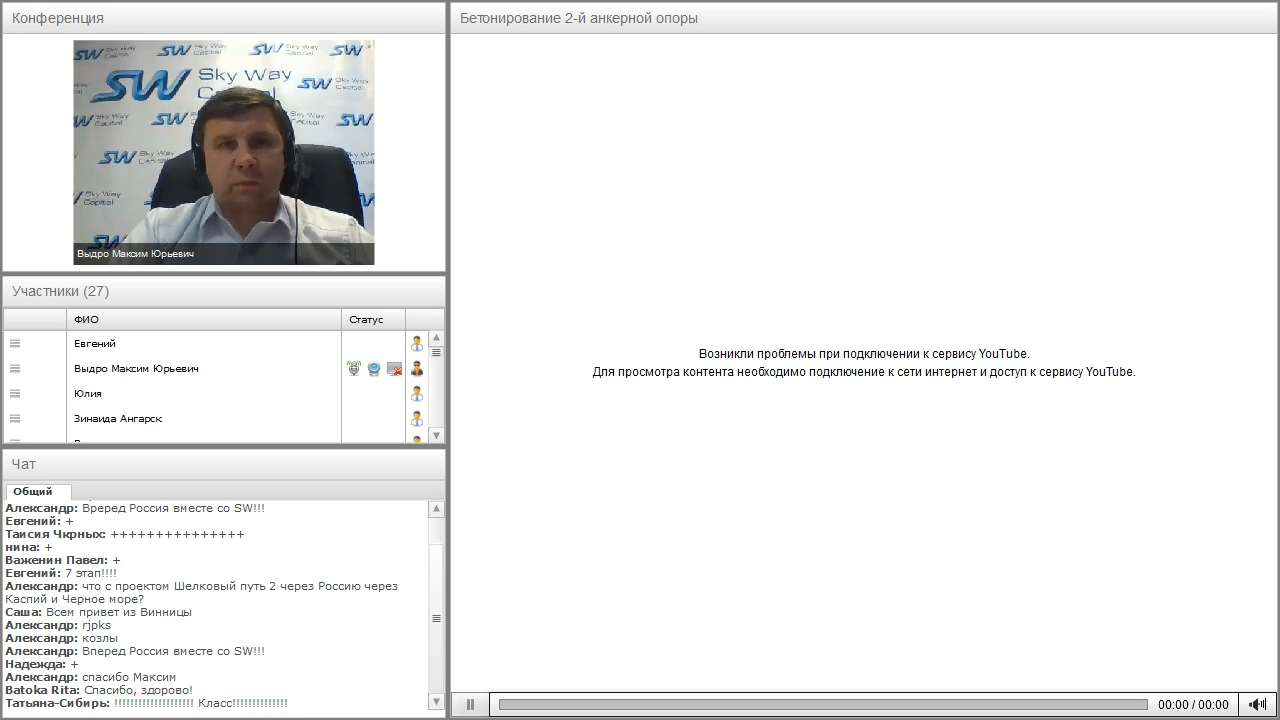 Конференция
SW Sky Way Capital
Выдро Максим Юрьевич
Участники (27)
ФИО
Статус
Евгений
Выдро Максим Юрьевич
Юлия
Зинаида Ангарск
Чат
Общий
Александр: Вреред Россия вместе со SW!!!
Евгений: +
Таисия Чкрных: +++++++++++++++
нина: +
Важенин Павел: +
Евгений: 7 этап!!!!
Александр: что с проектом Шелковый путь 2 через Россию через
Каспий и Черное море?
Саша: Всем привет из Винницы
Александр: rjpks
Александр: козлы
Александр: Вперед Россия вместе со SW!!!
Надежда: +
Александр: спасибо Максим
Batoka Rita: Спасибо, здорово!
Татьяна-Сибирь: !!!!!!!!!!!!!!!!!!!! Класс!!!!!!!!!!!!!!
Бетонирование 2-й анкерной опоры
Возникли проблемы при подключении к сервису YouTube.
Для просмотра контента необходимо подключение к сети интернет и доступ к сервису YouTube.
00:00 / 00:00